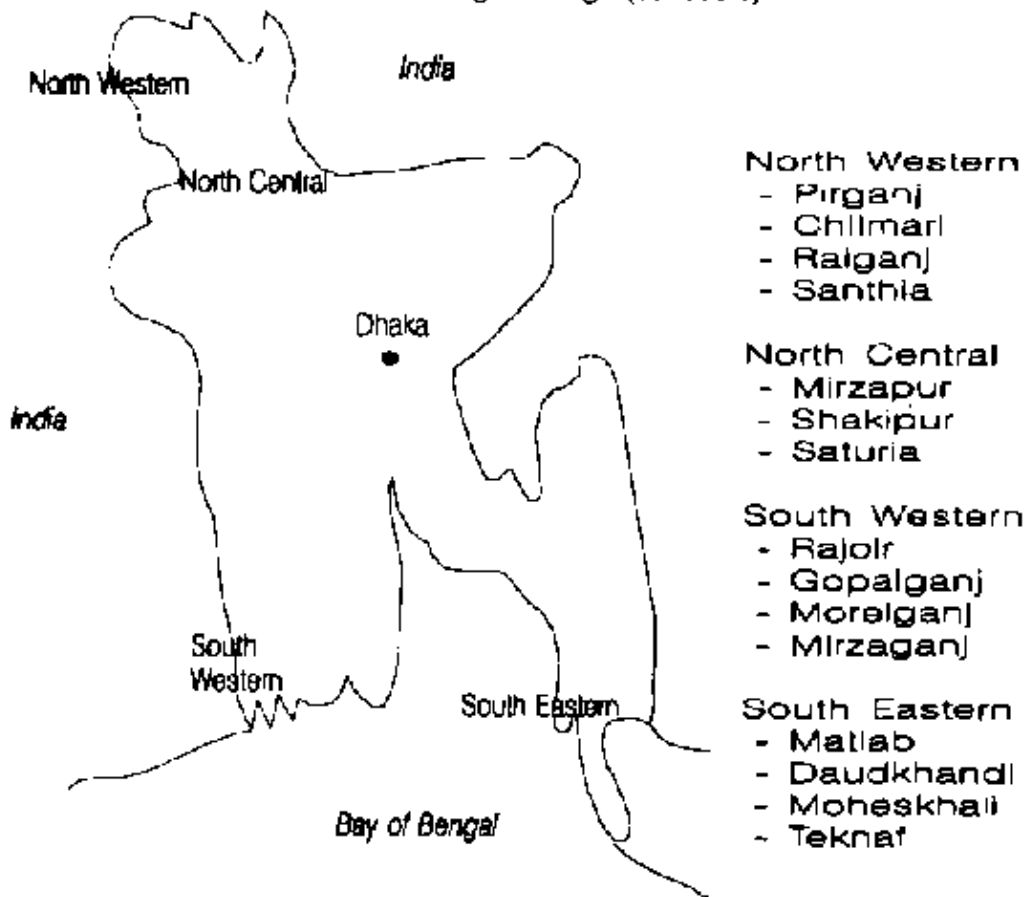 India
North Western
North Central
Dhaka
India
South
Western
South Eastern
Bay of Bengal
North Western
- Pirganj
- Chilmari
- Raiganj
- Santhia
North Central
- Mirzapur
- Shakipur
- Saturia
South Western
- Rajoir
- Gopalganj
- Morelganj
- Mirzaganj
South Eastern
- Matlab
- Daudkhandi
- Moheskhali
- Teknaf